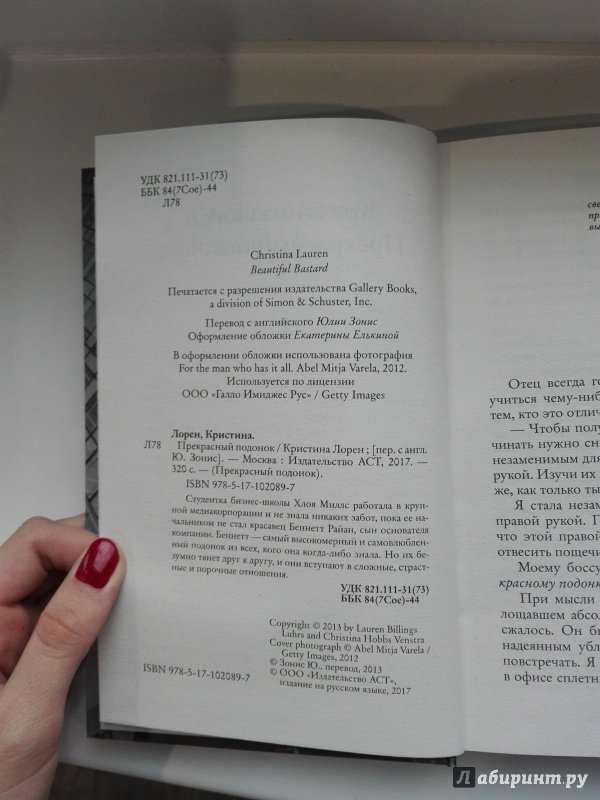 УДК 821.111-31(73)
ББК 84(7Сое)-44
Л78
Christina Lauren
Beautiful Bastard
Печатается с разрешения издательства Gallery Books,
a division of Simon & Schuster, Inc.
Перевод с английского Юлии Зонис
Оформление обложки Екатерины Елькиной
В оформлении обложки использована фотография
For the man who has it all. Abel Mitja Varela, 2012.
Используется по лицензии
ООО «Галло Имиджес Рус» / Getty Images
Лорен, Кристина.
Л78 Прекрасный подонок / Кристина Лорен ; [пер. с англ.
Ю. Зонис]. — Москва : Издательство АСТ, 2017. —
320 с. — (Прекрасный подонок).
ISBN 978-5-17-102089-7
Студентка бизнес-школы Хлоя Миллс работала в круп-
ной медиакорпорации и не знала никаких забот, пока ее на-
чальником не стал красавец Беннетт Райан, сын основателя
компании. Беннетт — самый высокомерный и самовлюблен-
ный подонок из всех, кого она когда-либо знала. Но их без-
умно тянет друг к другу, и они вступают в сложные, страст-
ные и порочные отношения.
УДК 821.111-31(73)
ББК 84(7Сое)-44
Copyright © 2013 by Lauren Billings
Luhrs and Christina Hobbs Venstra
Cover photograph © Abel Mitja Varela /
Getty Images, 2012
© Зонис Ю., перевод, 2013
© ООО «Издательство АСТ»,
издание на русском языке, 2017
ISBN 978-5-17-102089-7
све
пр
вы
Отец всегда го
учиться чему-ниб
тем, кто это отлич
— Чтобы полу
чинать нужно сн
незаменимым для
рукой. Изучи их
же, как только ты
Я стала незам
правой рукой. П
что этой правой
отвесить пощечи
Моему боссу
красному подонк
При мысли
лощавшем абсол
сжалось. Он би
надеянным убл
повстречать. Я
в офисе сплетн
лабиринт.ру